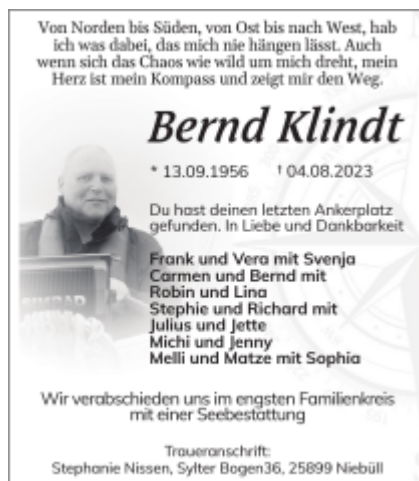 Von Norden bis Süden, von Ost bis nach West, hab
ich was dabei, das mich nie hängen lässt. Auch
wenn sich das Chaos wie wild um mich dreht, mein
Herz ist mein Kompass und zeigt mir den Weg.
Bernd Klindt
* 13.09.1956 † 04.08.2023
Du hast deinen letzten Ankerplatz
gefunden. In Liebe und Dankbarkeit
Frank und Vera mit Svenja
Carmen und Bernd mit
Robin und Lina
Stephie und Richard mit
Julius und Jette
Michi und Jenny
Melli und Matze mit Sophia
SIMRAD
Wir verabschieden uns im engsten Familienkreis
mit einer Seebestattung
Traueranschrift:
Stephanie Nissen, Sylter Bogen36, 25899 Niebüll